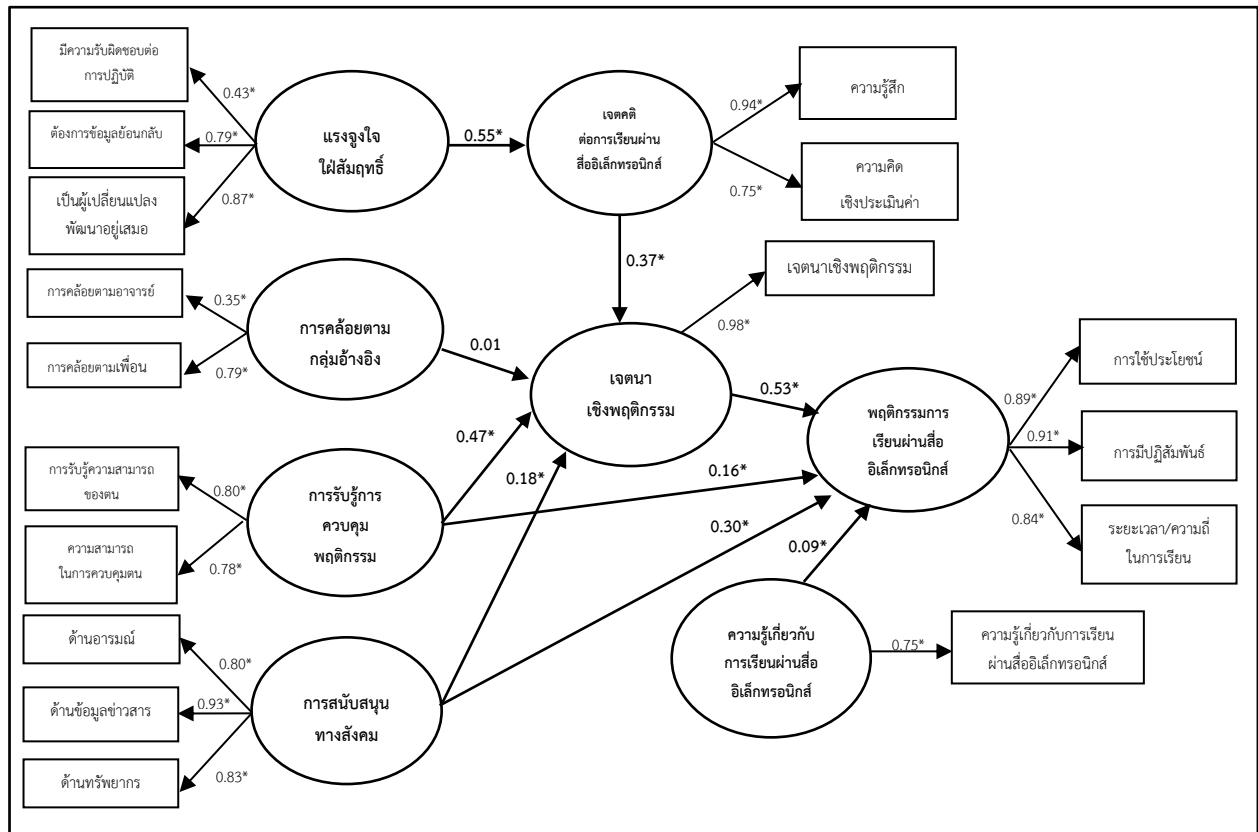 มีความรับผิดชอบต่อ
การปฏิบัติ
0.43*
ต้องการข้อมูลย้อนกลับ
0.79*
เป็นผู้เปลี่ยนแปลง
พัฒนาอยู่เสมอ
0.87*
แรงจูงใจ
ใฝ่สัมฤทธิ์
0.55*
เจตคติ
ต่อการเรียนผ่าน
สื่ออิเล็กทรอนิกส์
0.94*
ความรู้สึก
0.75*
ความคิด
เชิงประเมินค่า
0.37*
เจตนาเชิงพฤติกรรม
0.98*
การคล้อยตามอาจารย์
0.35*
การคล้อยตามเพื่อน
0.79*
การคล้อยตาม
กลุ่มอ้างอิง
0.01
เจตนา
เชิงพฤติกรรม
0.53*
พฤติกรรมการ
เรียนผ่านสื่อ
อิเล็กทรอนิกส์
0.89*
การใช้ประโยชน์
0.91*
การมีปฏิสัมพันธ์
0.84*
ระยะเวลา/ความถี่
ในการเรียน
การรับรู้ความสามารถ
ของตน
0.80*
ความสามารถ
ในการควบคุมตน
0.78*
การรับรู้การ
ควบคุม
พฤติกรรม
0.47*
0.18*
0.16*
0.30*
0.09*
ด้านอารมณ์
0.80*
ด้านข้อมูลข่าวสาร
0.93*
ด้านทรัพยากร
0.83*
การสนับสนุน
ทางสังคม
ความรู้เกี่ยวกับ
การเรียนผ่านสื่อ
อิเล็กทรอนิกส์
0.75*
ความรู้เกี่ยวกับการเรียน
ผ่านสื่ออิเล็กทรอนิกส์